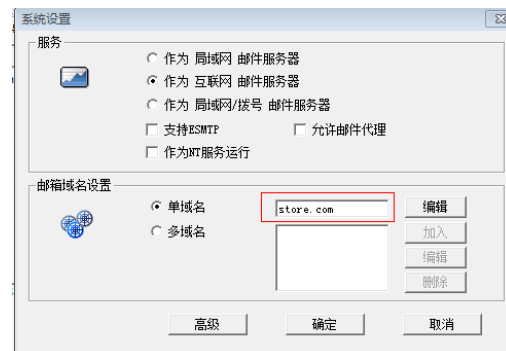 系统设置
服务
作为 局域网 邮件服务器
作为 互联网 邮件服务器
作为 局域网/拨号 邮件服务器
支持ESMTP 允许邮件代理
作为NT服务运行
邮箱域名设置
单域名 store.com 编辑
多域名 加入
编辑
删除
高级 确定 取消